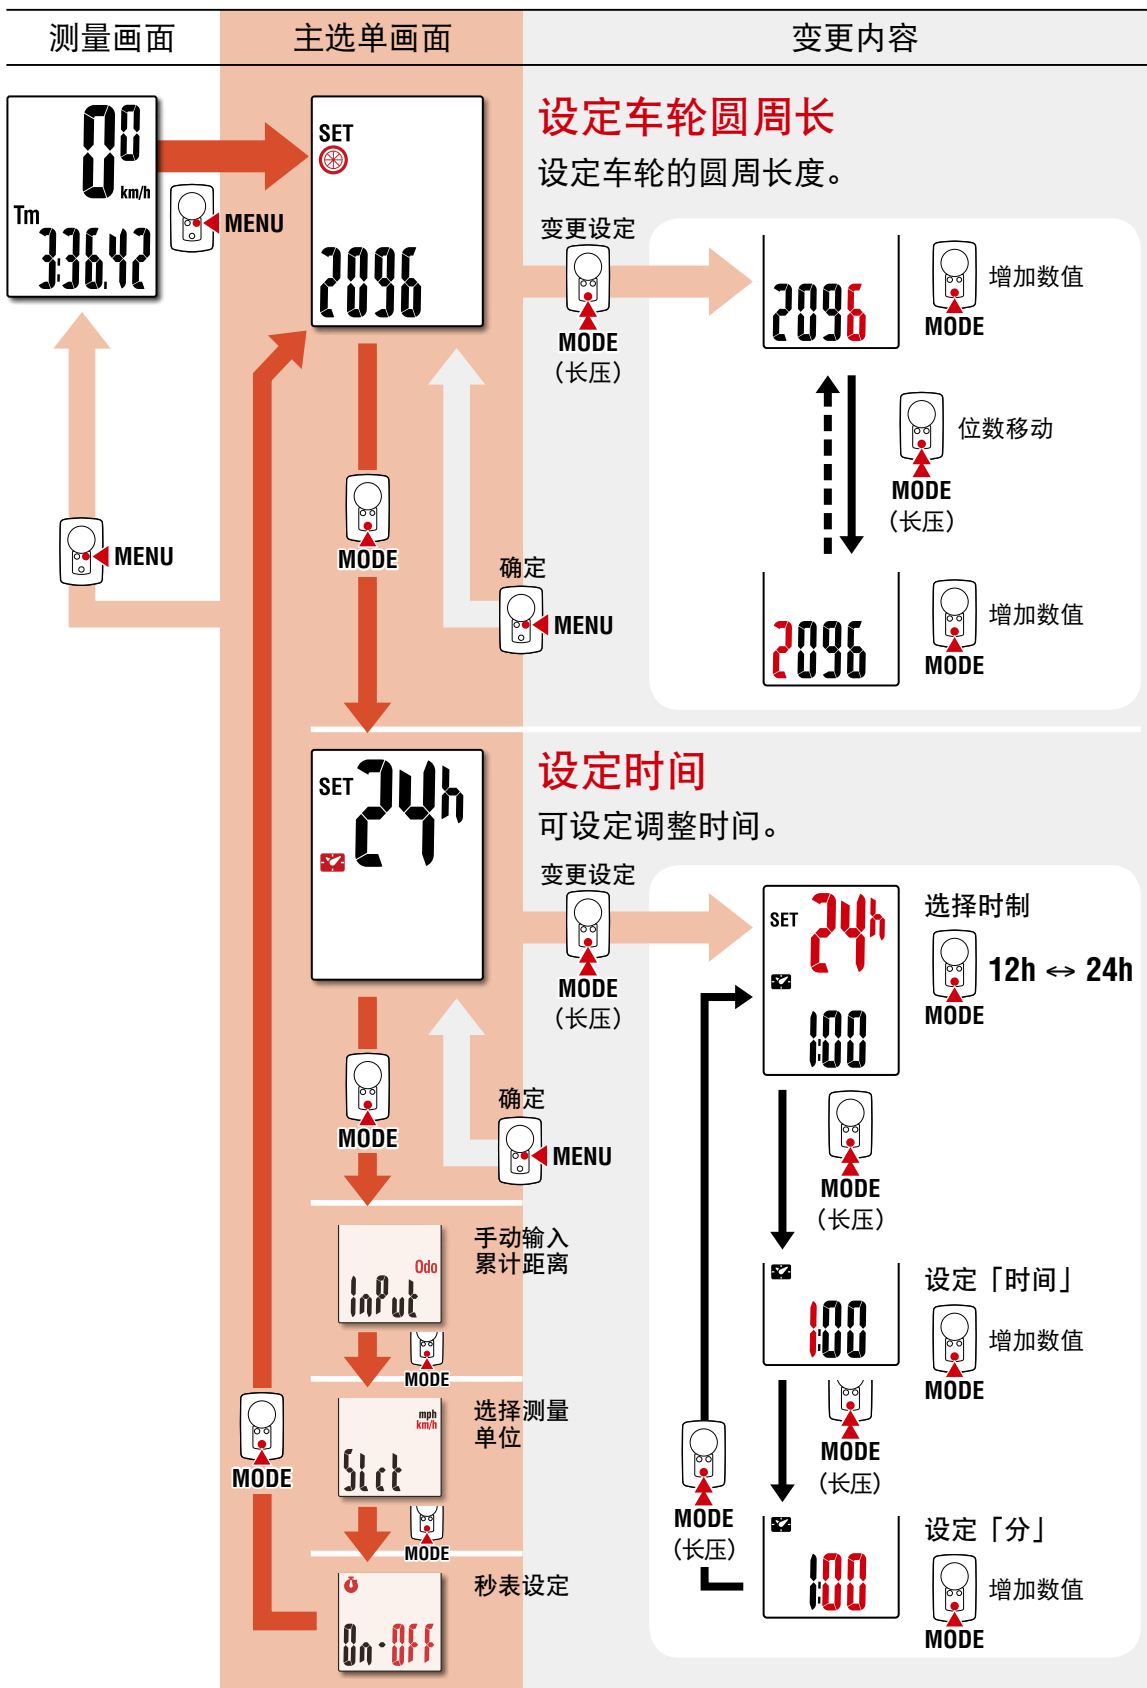 测量画面
主选单画面
变更内容
0.0
km/h
Tm
3:36.42
MENU
SET
2096
设定车轮圆周长
设定车轮的圆周长度。
变更设定
MODE
（长压）
2096
增加数值
MODE
位数移动
MODE
（长压）
2096
增加数值
MODE
MENU
MODE
确定
MENU
SET
24h
设定时间
可设定调整时间。
变更设定
MODE
（长压）
SET
24h
1:00
选择时制
12h ⇔ 24h
MODE
MODE
确定
MENU
MODE
（长压）
手动输入
累计距离
Odo
InPut
MODE
1:00
设定「时间」
增加数值
MODE
选择测量
单位
mph
km/h
Slct
MODE
MODE
（长压）
MODE
MODE
（长压）
秒表设定
On-OFF
1:00
设定「分」
增加数值
MODE